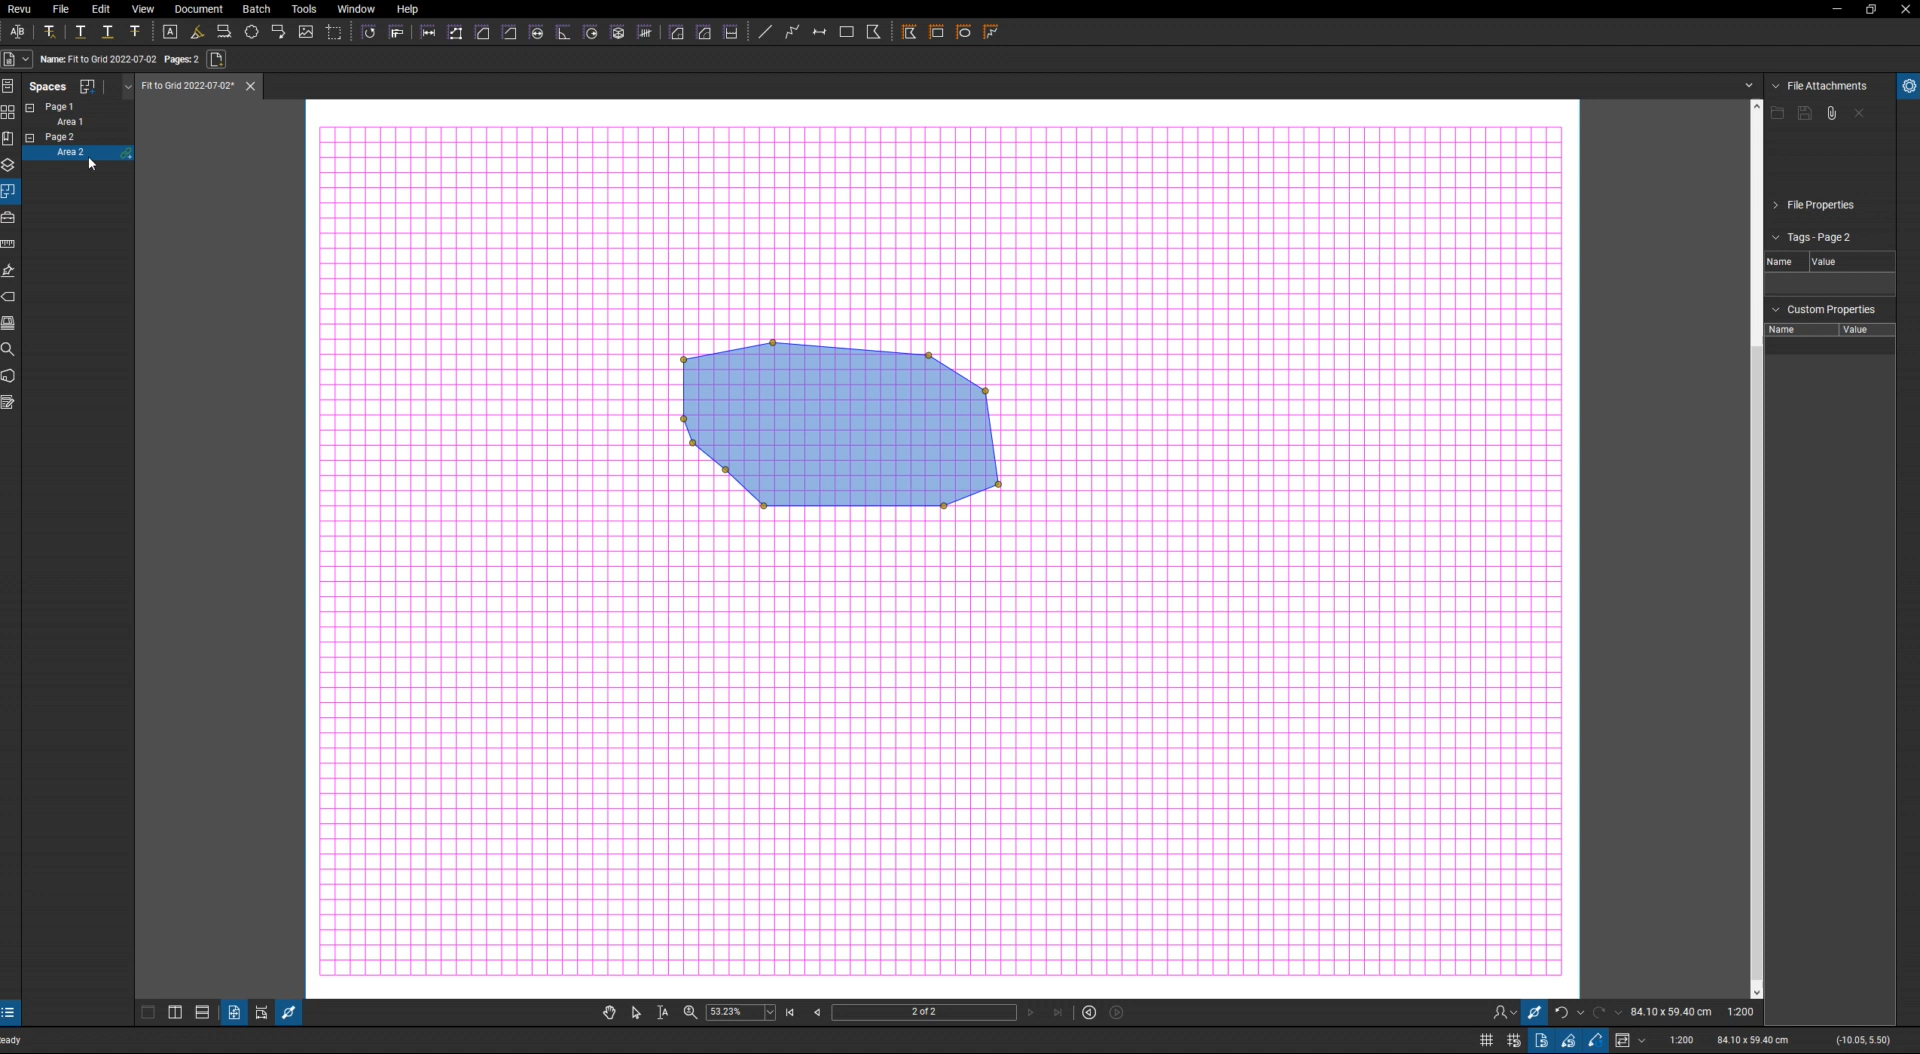 Revu File Edit View Document Batch Tools Window Help
Name: Fit to Grid 2022-07-02 Pages: 2
Spaces
Fit to Grid 2022-07-02*
Page 1
Area 1
Page 2
Area 2
File Attachments
File Properties
Tags - Page 2
Name Value
Custom Properties
Name Value
53.23%
2 of 2
84.10 x 59.40 cm 1:200
eady
1:200 84.10 x 59.40 cm (-10.05, 5.50)